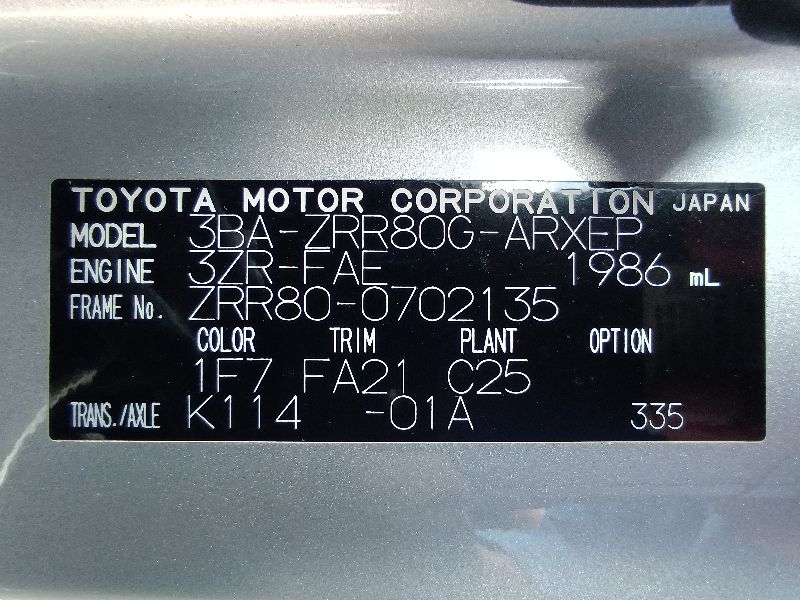 TOYOTA MOTOR CORPORATION JAPAN
MODEL 3BA-ZRR80G-ARXEP
ENGINE 3ZR-FAE 1986 mL
FRAME No. ZRR80-0702135
COLOR TRIM PLANT OPTION
1F7 FA21 C25
TRANS./AXLE K114 -01A 335